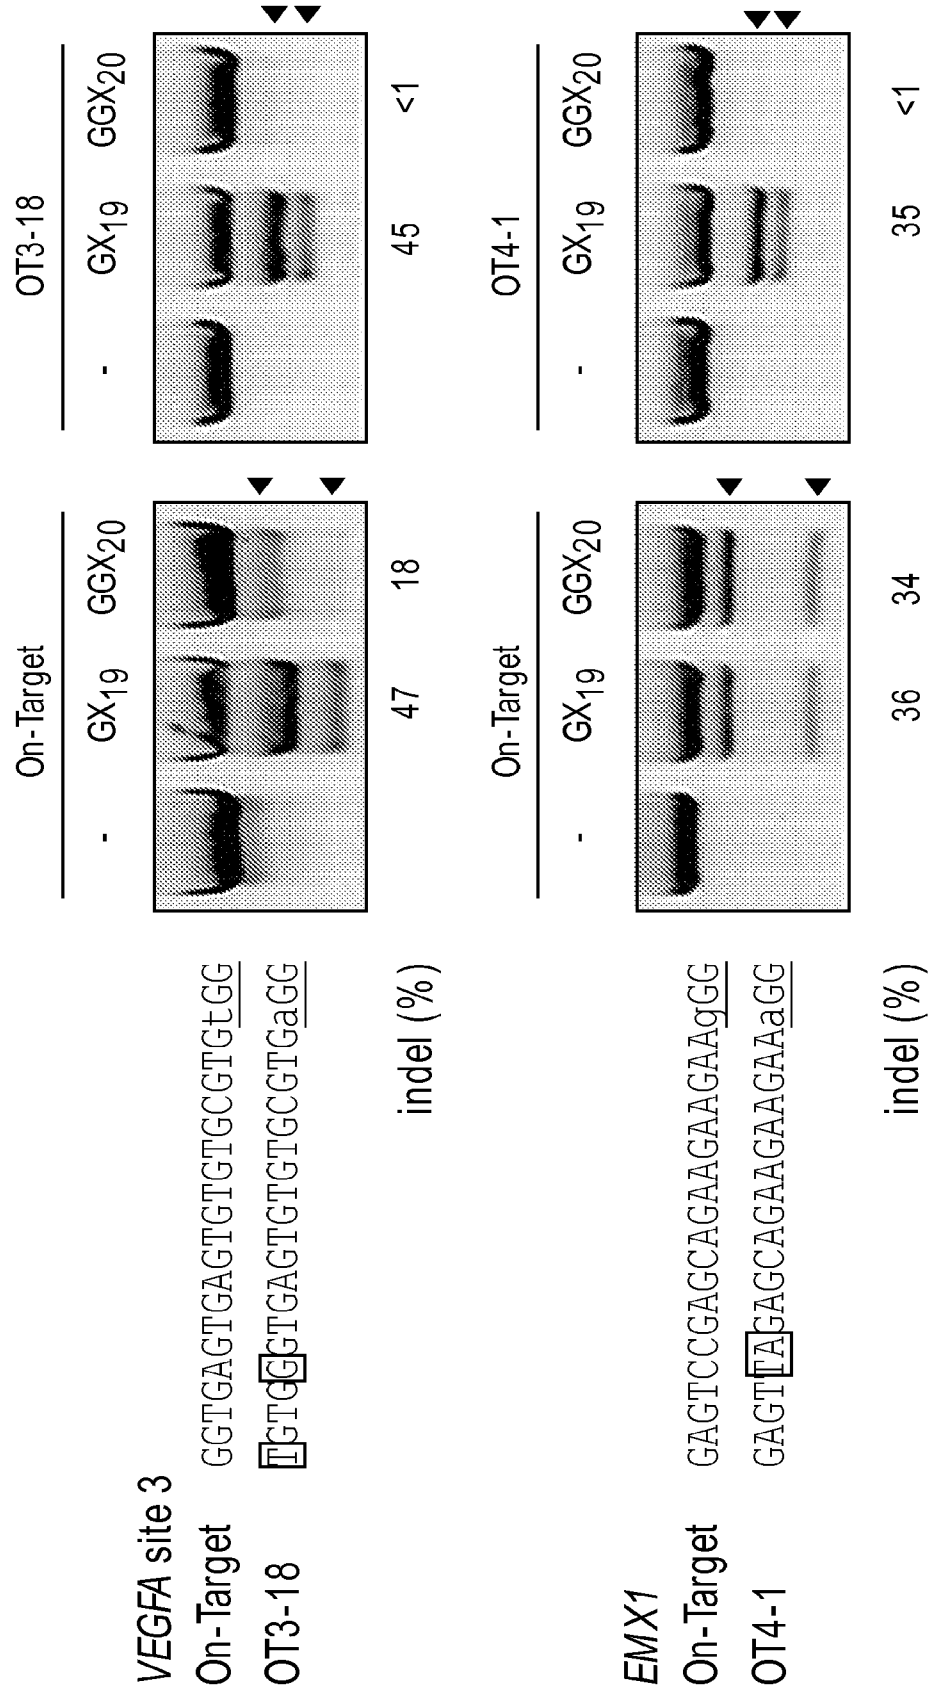 On-Target OT3-18
- GX19 GGX20 - GX19 GGX20
VEGFA site 3
On-Target GGTGAGTGAGTGTGTGCGTGtGG
OT3-18 TGTGGGTGAGTGTGTGCGTGaGG
indel (%) 47 18 45 <1
On-Target OT4-1
- GX19 GGX20 - GX19 GGX20
EMX1
On-Target GAGTCCGAGCAGAAGAAGAAgGG
OT4-1 GAGTTAGAGCAGAAGAAGAAaGG
indel (%) 36 34 35 <1